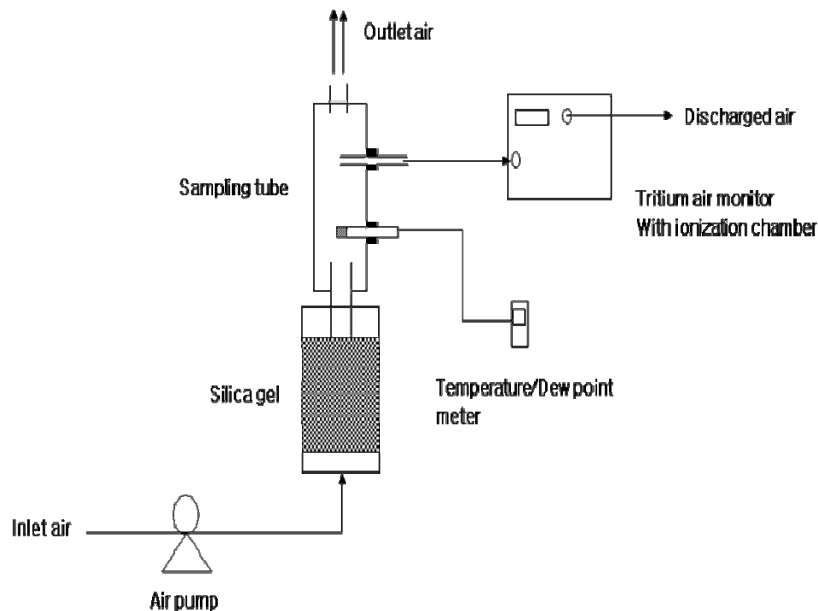 Outlet air
Discharged air
Sampling tube
Tritium air monitor
With ionization chamber
Silica gel
Temperature/Dew point
meter
Inlet air
Air pump